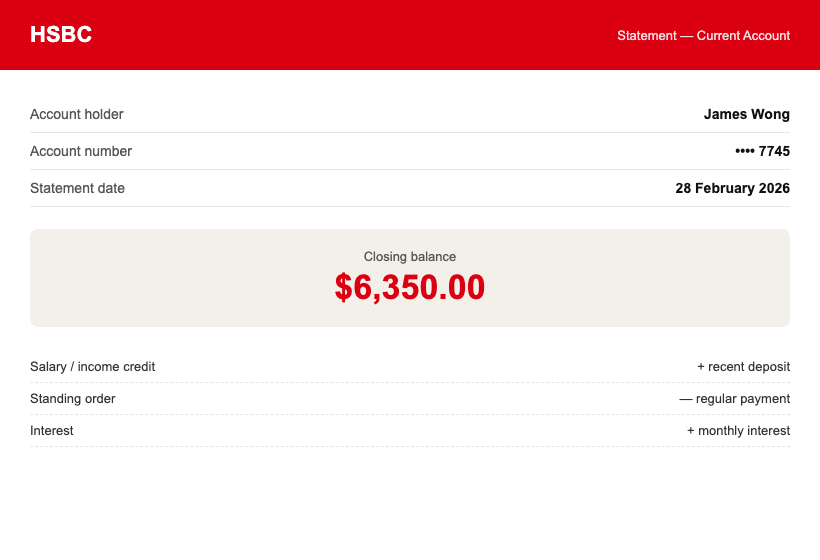 HSBC
Statement — Current Account
Account holder James Wong
Account number •••• 7745
Statement date 28 February 2026
Closing balance
$6,350.00
Salary / income credit + recent deposit
Standing order — regular payment
Interest + monthly interest